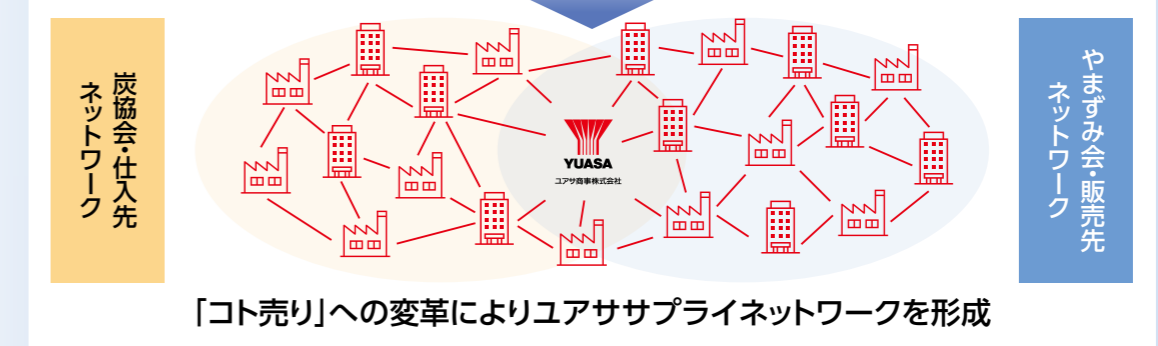 炭協会・仕入先
ネットワーク
YUASA
ユアサ商事株式会社
やまずみ会・販売先
ネットワーク
「コト売り」への変革によりユアササプライネットワークを形成